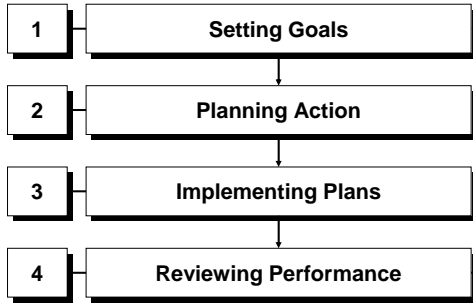 1 Setting Goals
2 Planning Action
3 Implementing Plans
4 Reviewing Performance